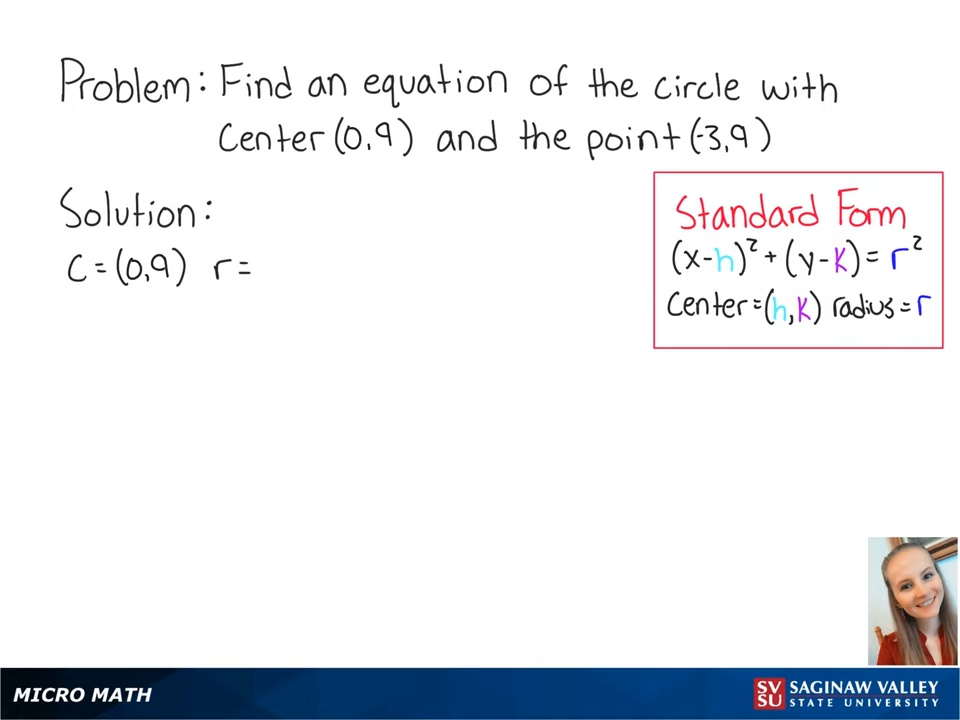 Problem: Find an equation of the circle with
center (0,9) and the point (-3,9)
Solution:
C = (0,9) r =
Standard Form
(x-h)² + (y-k) = r²
center = (h,k) radius = r
MICRO MATH
SV
SU
SAGINAW VALLEY
STATE UNIVERSITY